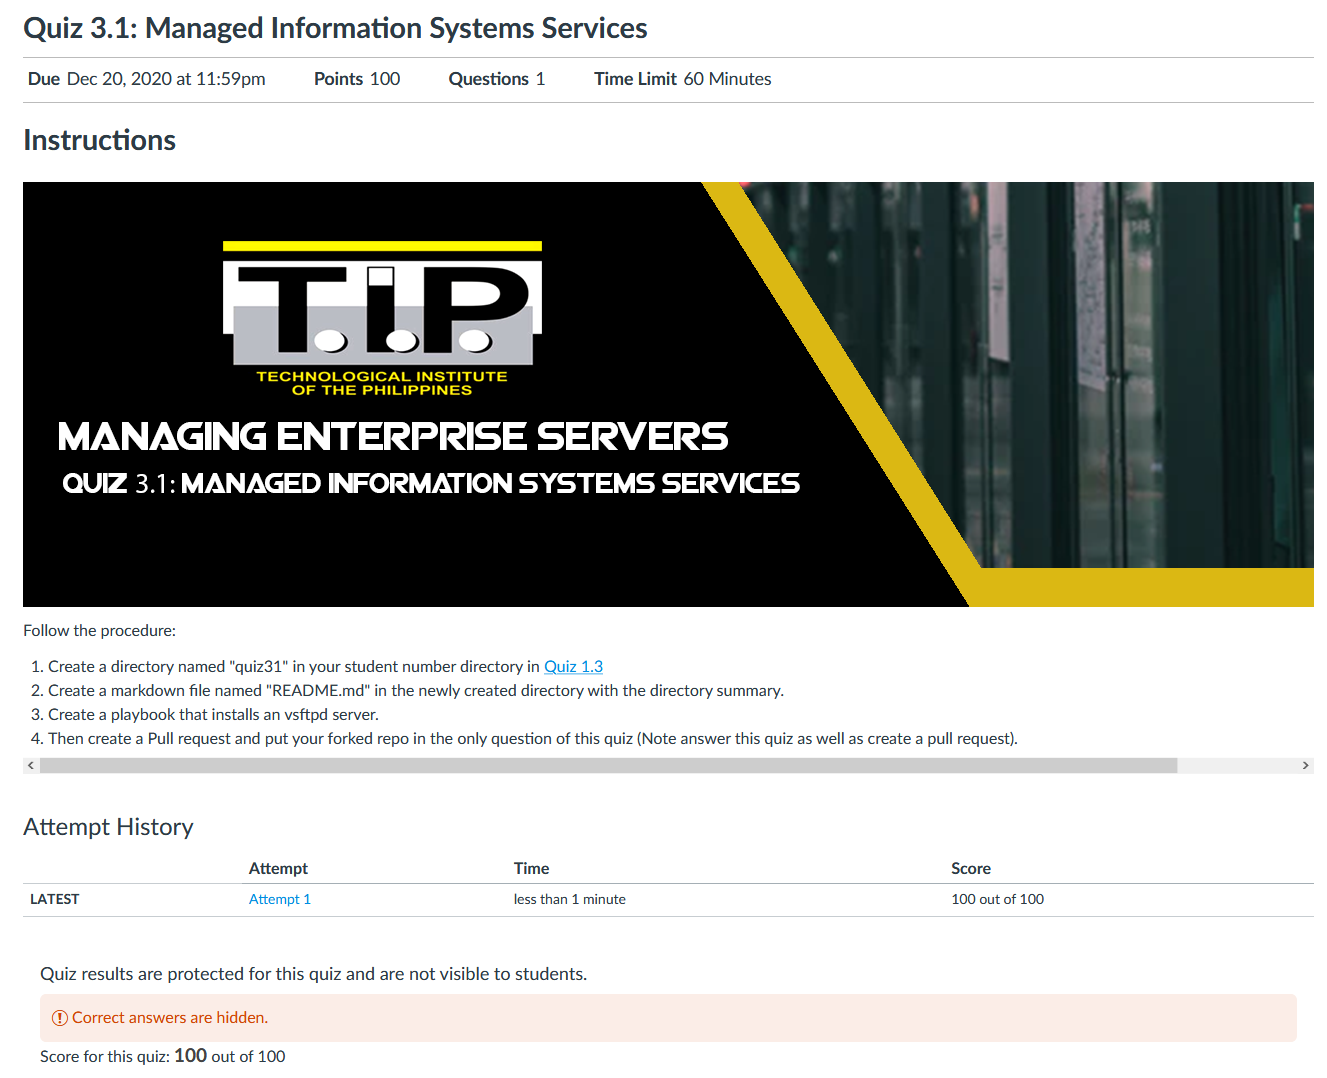 Quiz 3.1: Managed Information Systems Services
Due Dec 20, 2020 at 11:59pm Points 100 Questions 1 Time Limit 60 Minutes
Instructions
T.I.P.
TECHNOLOGICAL INSTITUTE
OF THE PHILIPPINES
MANAGING ENTERPRISE SERVERS
QUIZ 3.1: MANAGED INFORMATION SYSTEMS SERVICES
Follow the procedure:
1. Create a directory named "quiz31" in your student number directory in Quiz 1.3
2. Create a markdown file named "README.md" in the newly created directory with the directory summary.
3. Create a playbook that installs an vsftpd server.
4. Then create a Pull request and put your forked repo in the only question of this quiz (Note answer this quiz as well as create a pull request).
Attempt History
Attempt Time Score
LATEST Attempt 1 less than 1 minute 100 out of 100
Quiz results are protected for this quiz and are not visible to students.
Correct answers are hidden.
Score for this quiz: 100 out of 100